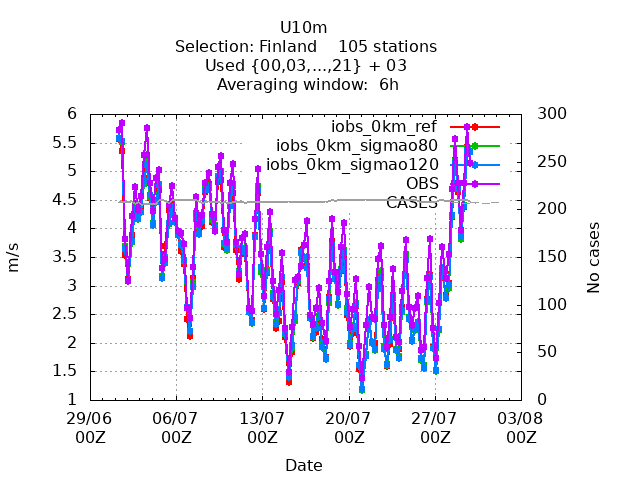 U10m
Selection: Finland    105 stations
Used {00,03,...,21} + 03
Averaging window:  6h
m/s
6
5.5
5
4.5
4
3.5
3
2.5
2
1.5
1
iobs_0km_ref
iobs_0km_sigmao80
iobs_0km_sigmao120
OBS
CASES
300
250
200
150
100
50
0
No cases
29/06 06/07 13/07 20/07 27/07 03/08
00Z 00Z 00Z 00Z 00Z 00Z
Date